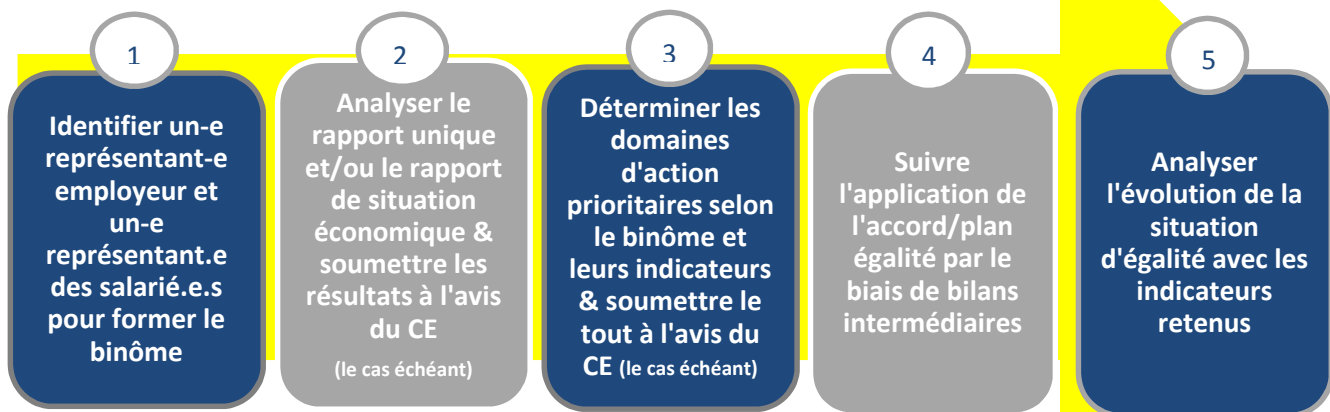 1
Identifier un-e
représentant-e
employeur et
un-e
représentant.e
des salarié.e.s
pour former le
binôme
2
Analyser le
rapport unique
et/ou le rapport
de situation
économique &
soumettre les
résultats à l'avis
du CE
(le cas échéant)
3
Déterminer les
domaines
d'action
prioritaires selon
le binôme et
leurs indicateurs
& soumettre le
tout à l'avis du
CE (le cas échéant)
4
Suivre
l'application de
l'accord/plan
égalité par le
biais de bilans
intermédiaires
5
Analyser
l'évolution de la
situation
d'égalité avec les
indicateurs
retenus